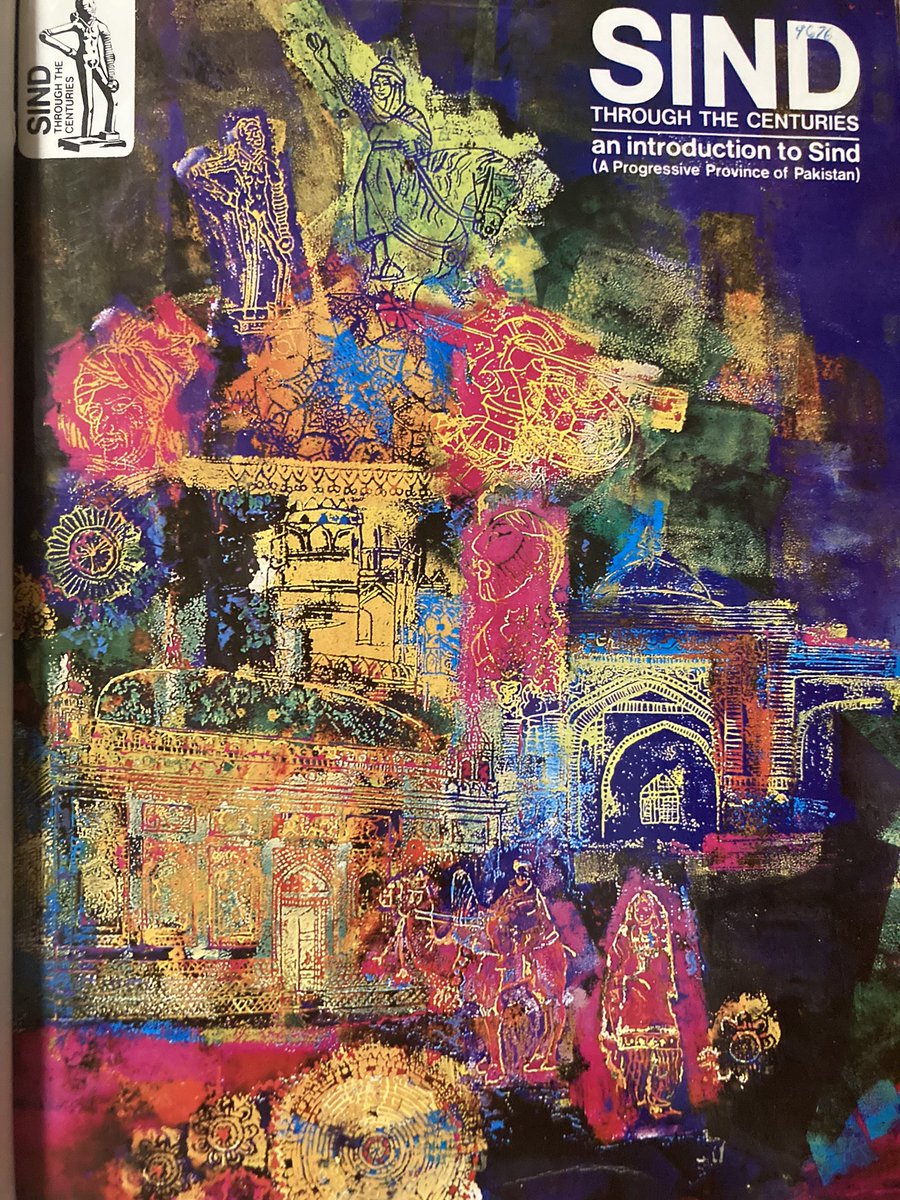 SIND
THROUGH THE
CENTURIES
SIND
THROUGH THE CENTURIES
an introduction to Sind
(A Progressive Province of Pakistan)